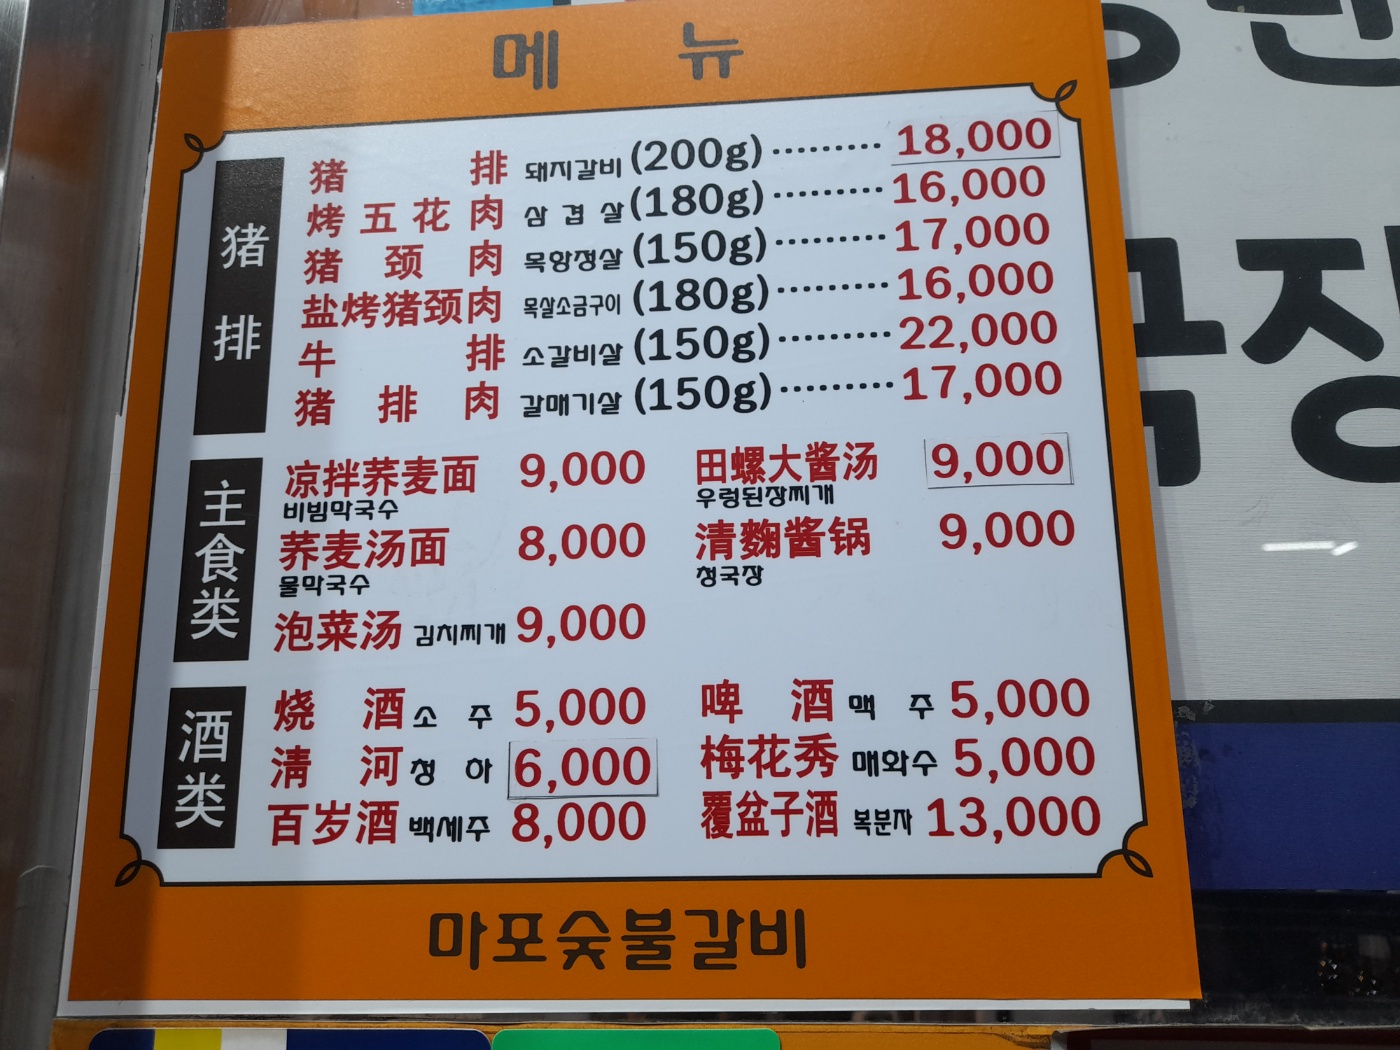 메뉴
猪排
猪排 돼지갈비 (200g) ········· 18,000
烤五花肉 삼겹살 (180g) ········· 16,000
猪颈肉 목항정살 (150g) ········· 17,000
盐烤猪颈肉 목살소금구이 (180g) ········· 16,000
牛排 소갈비살 (150g) ········· 22,000
猪排肉 갈매기살 (150g) ········· 17,000
主食类
凉拌荞麦面 9,000 田螺大酱汤 9,000
비빔막국수 우렁된장찌개
荞麦汤面 8,000 清麴酱锅 9,000
물막국수 청국장
泡菜汤 김치찌개 9,000
酒类
烧酒 소주 5,000 啤酒 맥주 5,000
淸河 청하 6,000 梅花秀 매화수 5,000
百岁酒 백세주 8,000 覆盆子酒 복분자 13,000
마포숯불갈비